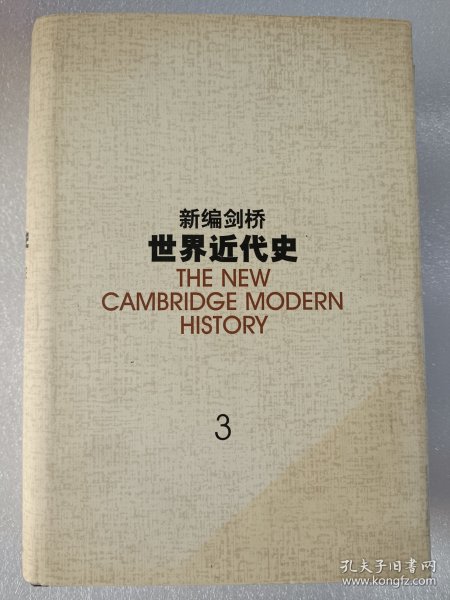 新编剑桥
世界近代史
THE NEW
CAMBRIDGE MODERN
HISTORY
3
孔夫子旧书网
www.kongfz.com